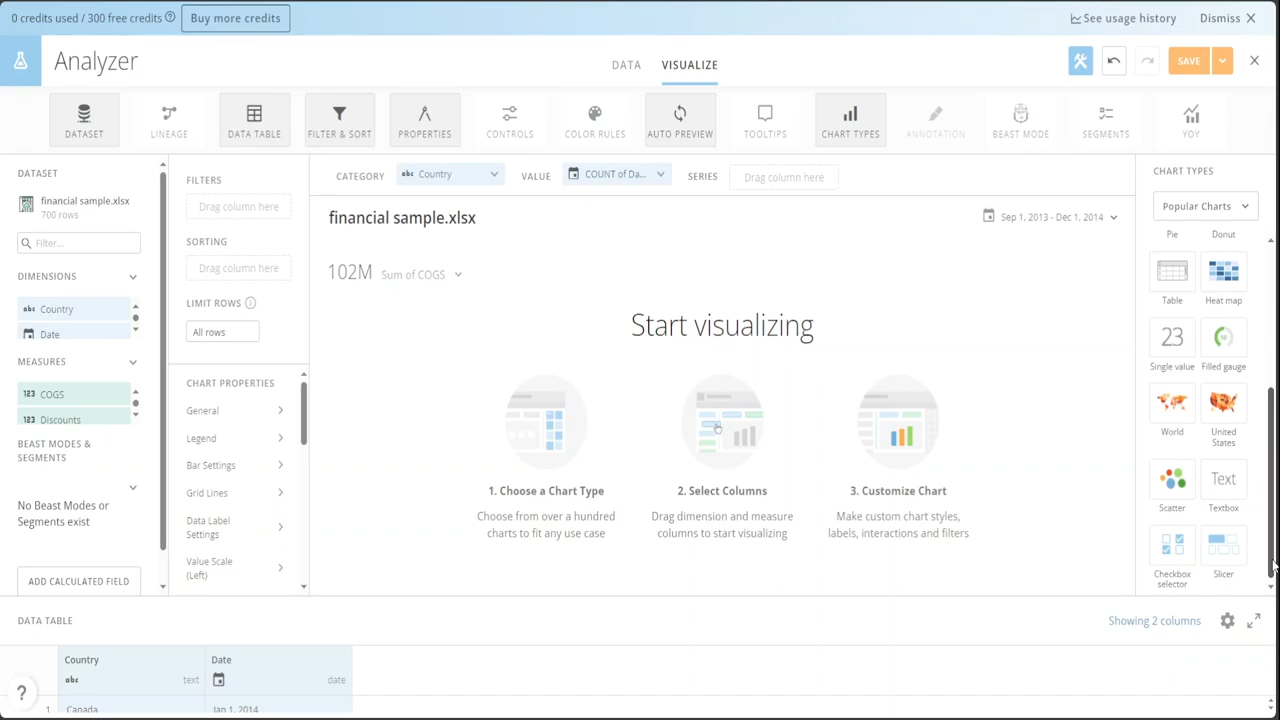 0 credits used / 300 free credits
Buy more credits
See usage history
Dismiss
Analyzer
DATA
VISUALIZE
SAVE
DATASET
LINEAGE
DATA TABLE
FILTER & SORT
PROPERTIES
CONTROLS
COLOR RULES
AUTO PREVIEW
TOOLTIPS
CHART TYPES
ANNOTATION
BEAST MODE
SEGMENTS
YOY
DATASET
financial sample.xlsx
700 rows
Filter...
DIMENSIONS
abc Country
Date
MEASURES
123 COGS
123 Discounts
BEAST MODES &
SEGMENTS
No Beast Modes or
Segments exist
ADD CALCULATED FIELD
FILTERS
Drag column here
SORTING
Drag column here
LIMIT ROWS
All rows
CHART PROPERTIES
General
Legend
Bar Settings
Grid Lines
Data Label
Settings
Value Scale
(Left)
CATEGORY
abc Country
VALUE
COUNT of Da...
SERIES
Drag column here
financial sample.xlsx
Sep 1, 2013 - Dec 1, 2014
102M Sum of COGS
Start visualizing
1. Choose a Chart Type
Choose from over a hundred
charts to fit any use case
2. Select Columns
Drag dimension and measure
columns to start visualizing
3. Customize Chart
Make custom chart styles,
labels, interactions and filters
CHART TYPES
Popular Charts
Pie
Donut
Table
Heat map
23
Single value
Filled gauge
World
United
States
Scatter
Text
Textbox
Checkbox
selector
Slicer
DATA TABLE
Showing 2 columns
Country
abc
text
Date
date
1
Canada
Jan 1, 2014
?